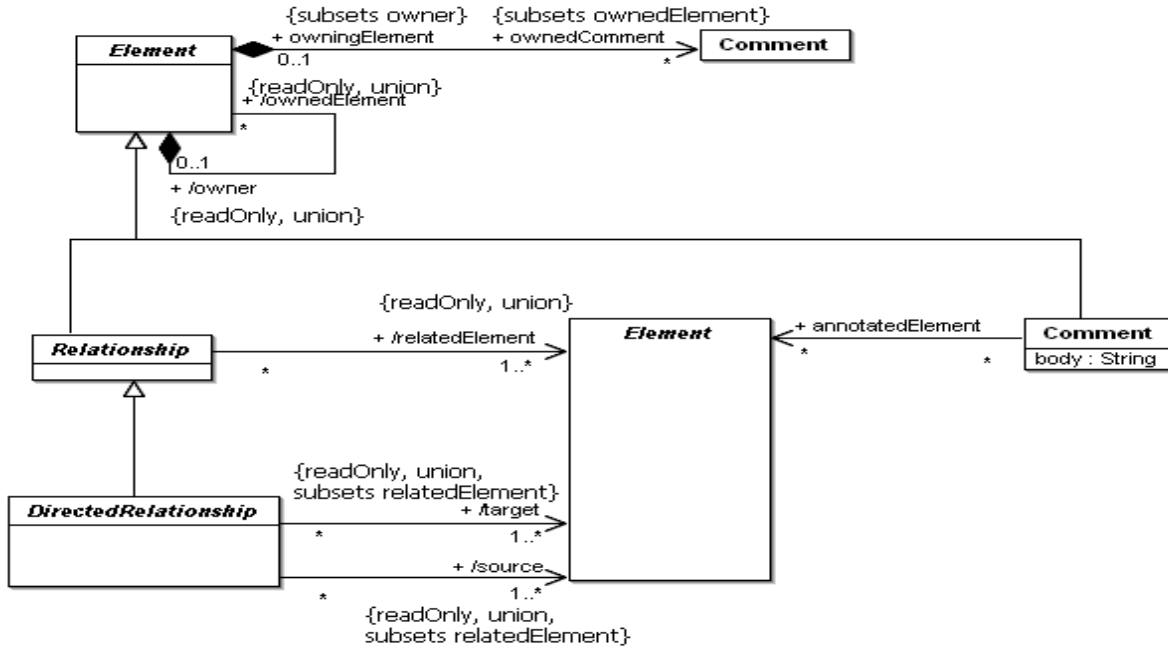 {subsets owner} {subsets ownedElement}
+ owningElement + ownedComment
Element
Comment
0..1 *
{readOnly, union}
+ /ownedElement
*
0..1
+ /owner
{readOnly, union}
{readOnly, union}
+ /relatedElement
Relationship
* 1..*
Element
+ annotatedElement
* *
Comment
body : String
{readOnly, union,
subsets relatedElement}
+ /target
DirectedRelationship
* 1..*
+ /source
* 1..*
{readOnly, union,
subsets relatedElement}